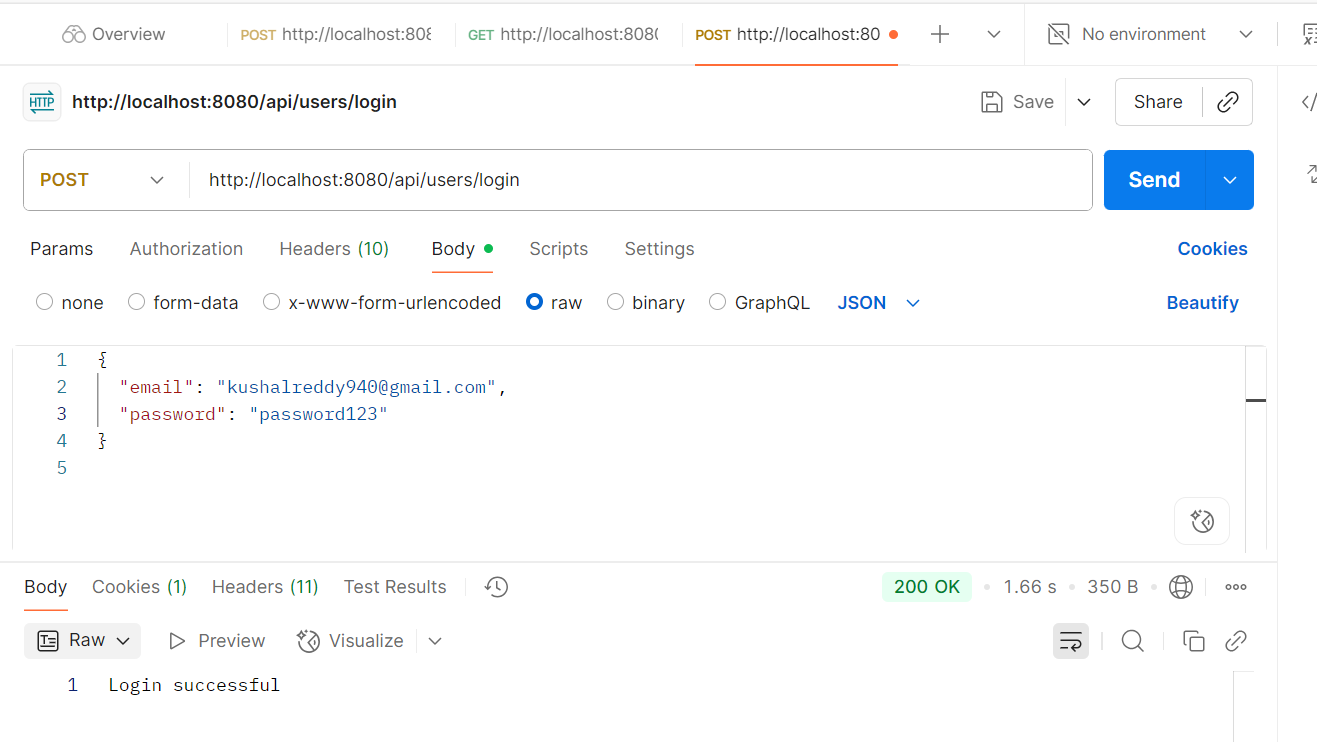 Overview POST http://localhost:808 GET http://localhost:8080 POST http://localhost:80 No environment
HTTP http://localhost:8080/api/users/login Save Share
POST http://localhost:8080/api/users/login Send
Params Authorization Headers (10) Body Scripts Settings Cookies
none form-data x-www-form-urlencoded raw binary GraphQL JSON Beautify
1 {
2 "email": "kushalreddy940@gmail.com",
3 "password": "password123"
4 }
5
Body Cookies (1) Headers (11) Test Results 200 OK 1.66 s 350 B
Raw Preview Visualize
1 Login successful